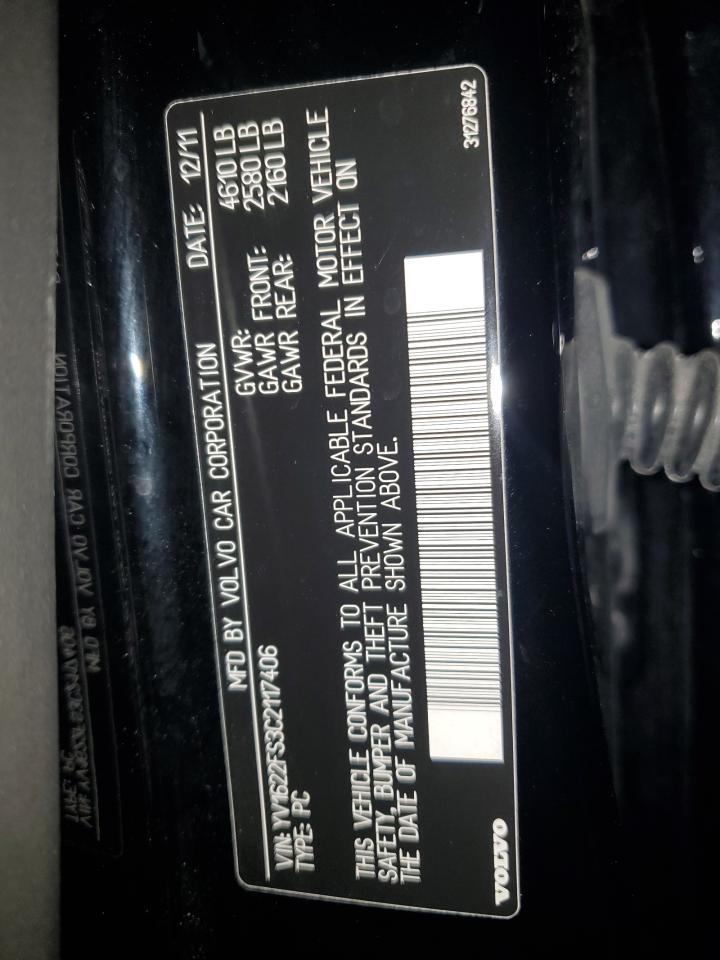 MFD BY VOLVO CAR CORPORATION DATE: 12/11
GVWR: 4610 LB
GAWR FRONT: 2580 LB
GAWR REAR: 2160 LB
VIN: YV1622FS3C2117406
TYPE: PC
THIS VEHICLE CONFORMS TO ALL APPLICABLE FEDERAL MOTOR VEHICLE
SAFETY, BUMPER AND THEFT PREVENTION STANDARDS IN EFFECT ON
THE DATE OF MANUFACTURE SHOWN ABOVE.
VOLVO
31276842